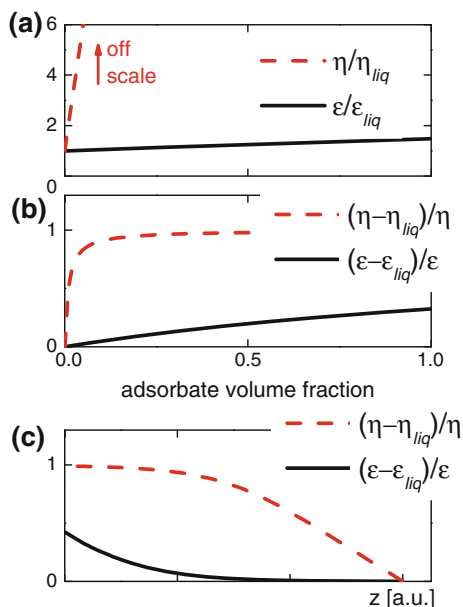 (a)
6
4
2
0
off
scale
η/η_liq
ε/ε_liq
(b)
1
0
(η–η_liq)/η
(ε–ε_liq)/ε
0.0
0.5
1.0
adsorbate volume fraction
(c)
1
0
(η–η_liq)/η
(ε–ε_liq)/ε
z [a.u.]